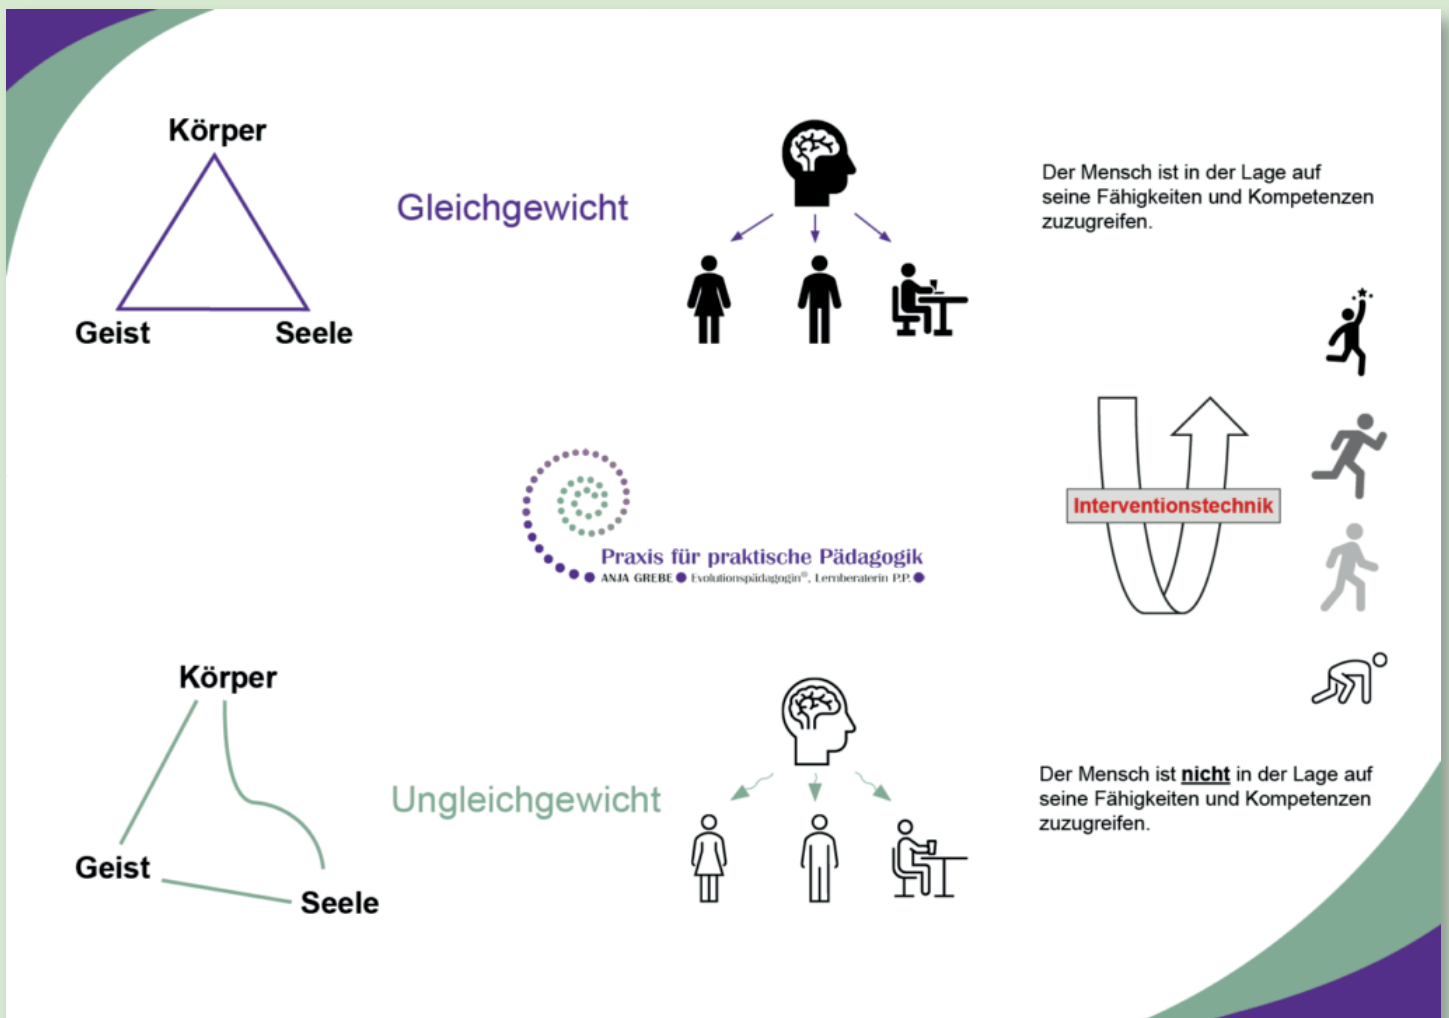 Körper
Geist
Seele
Gleichgewicht
Der Mensch ist in der Lage auf
seine Fähigkeiten und Kompetenzen
zuzugreifen.
Interventionstechnik
Praxis für praktische Pädagogik
ANJA GREBE ● Evolutionspädagogin®, Lernberaterin P.P. ●
Körper
Geist
Seele
Ungleichgewicht
Der Mensch ist nicht in der Lage auf
seine Fähigkeiten und Kompetenzen
zuzugreifen.